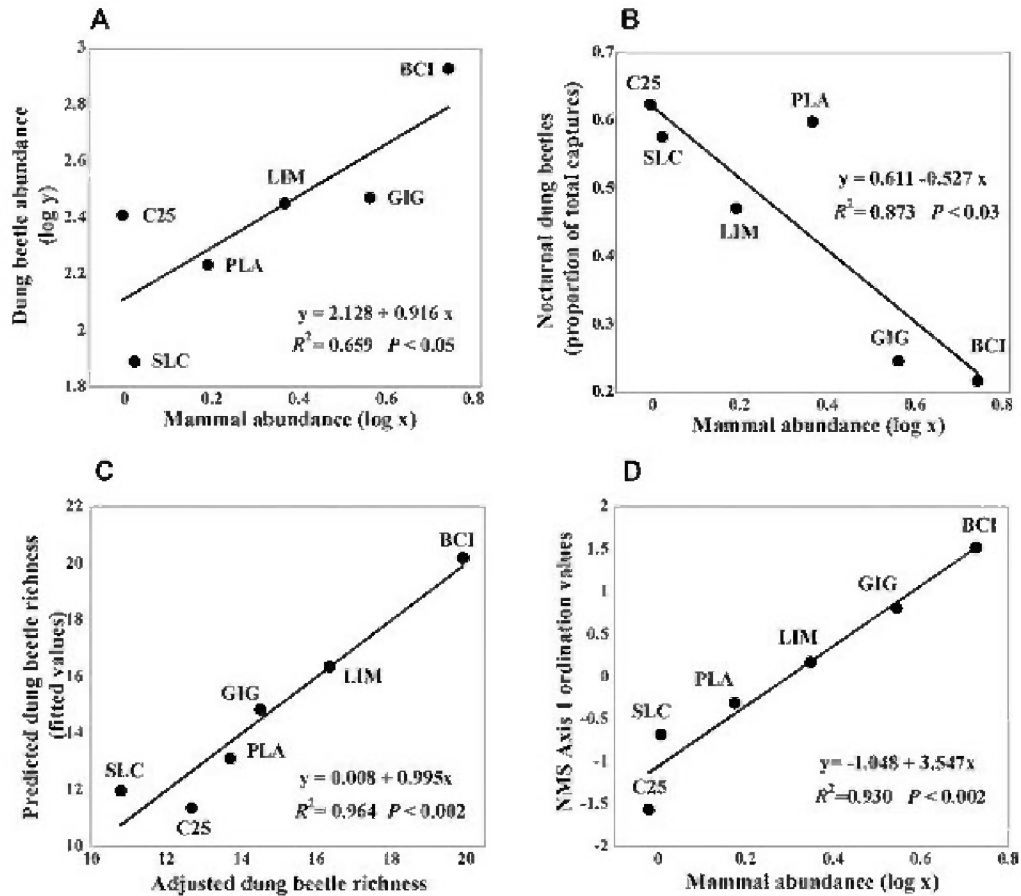 A
Dung beetle abundance
(log y)
3
2.8
2.6
2.4
2.2
2
1.8
BCI
LIM
GIG
C25
PLA
SLC
y = 2.128 + 0.916 x
R² = 0.659 P < 0.05
0 0.2 0.4 0.6 0.8
Mammal abundance (log x)
B
Nocturnal dung beetles
(proportion of total captures)
0.7
0.6
0.5
0.4
0.3
0.2
C25
PLA
SLC
LIM
y = 0.611 -0.527 x
R² = 0.873 P < 0.03
GIG
BCI
0 0.2 0.4 0.6 0.8
Mammal abundance (log x)
C
Predicted dung beetle richness
(fitted values)
22
20
18
16
14
12
10
BCI
LIM
GIG
PLA
SLC
C25
y = 0.008 + 0.995x
R² = 0.964 P < 0.002
10 12 14 16 18 20
Adjusted dung beetle richness
D
NMS Axis 1 ordination values
2
1.5
1
0.5
0
-0.5
-1
-1.5
-2
BCI
GIG
LIM
PLA
SLC
C25
y= -1.048 + 3.547x
R²=0.930 P < 0.002
0 0.2 0.4 0.6 0.8
Mammal abundance (log x)